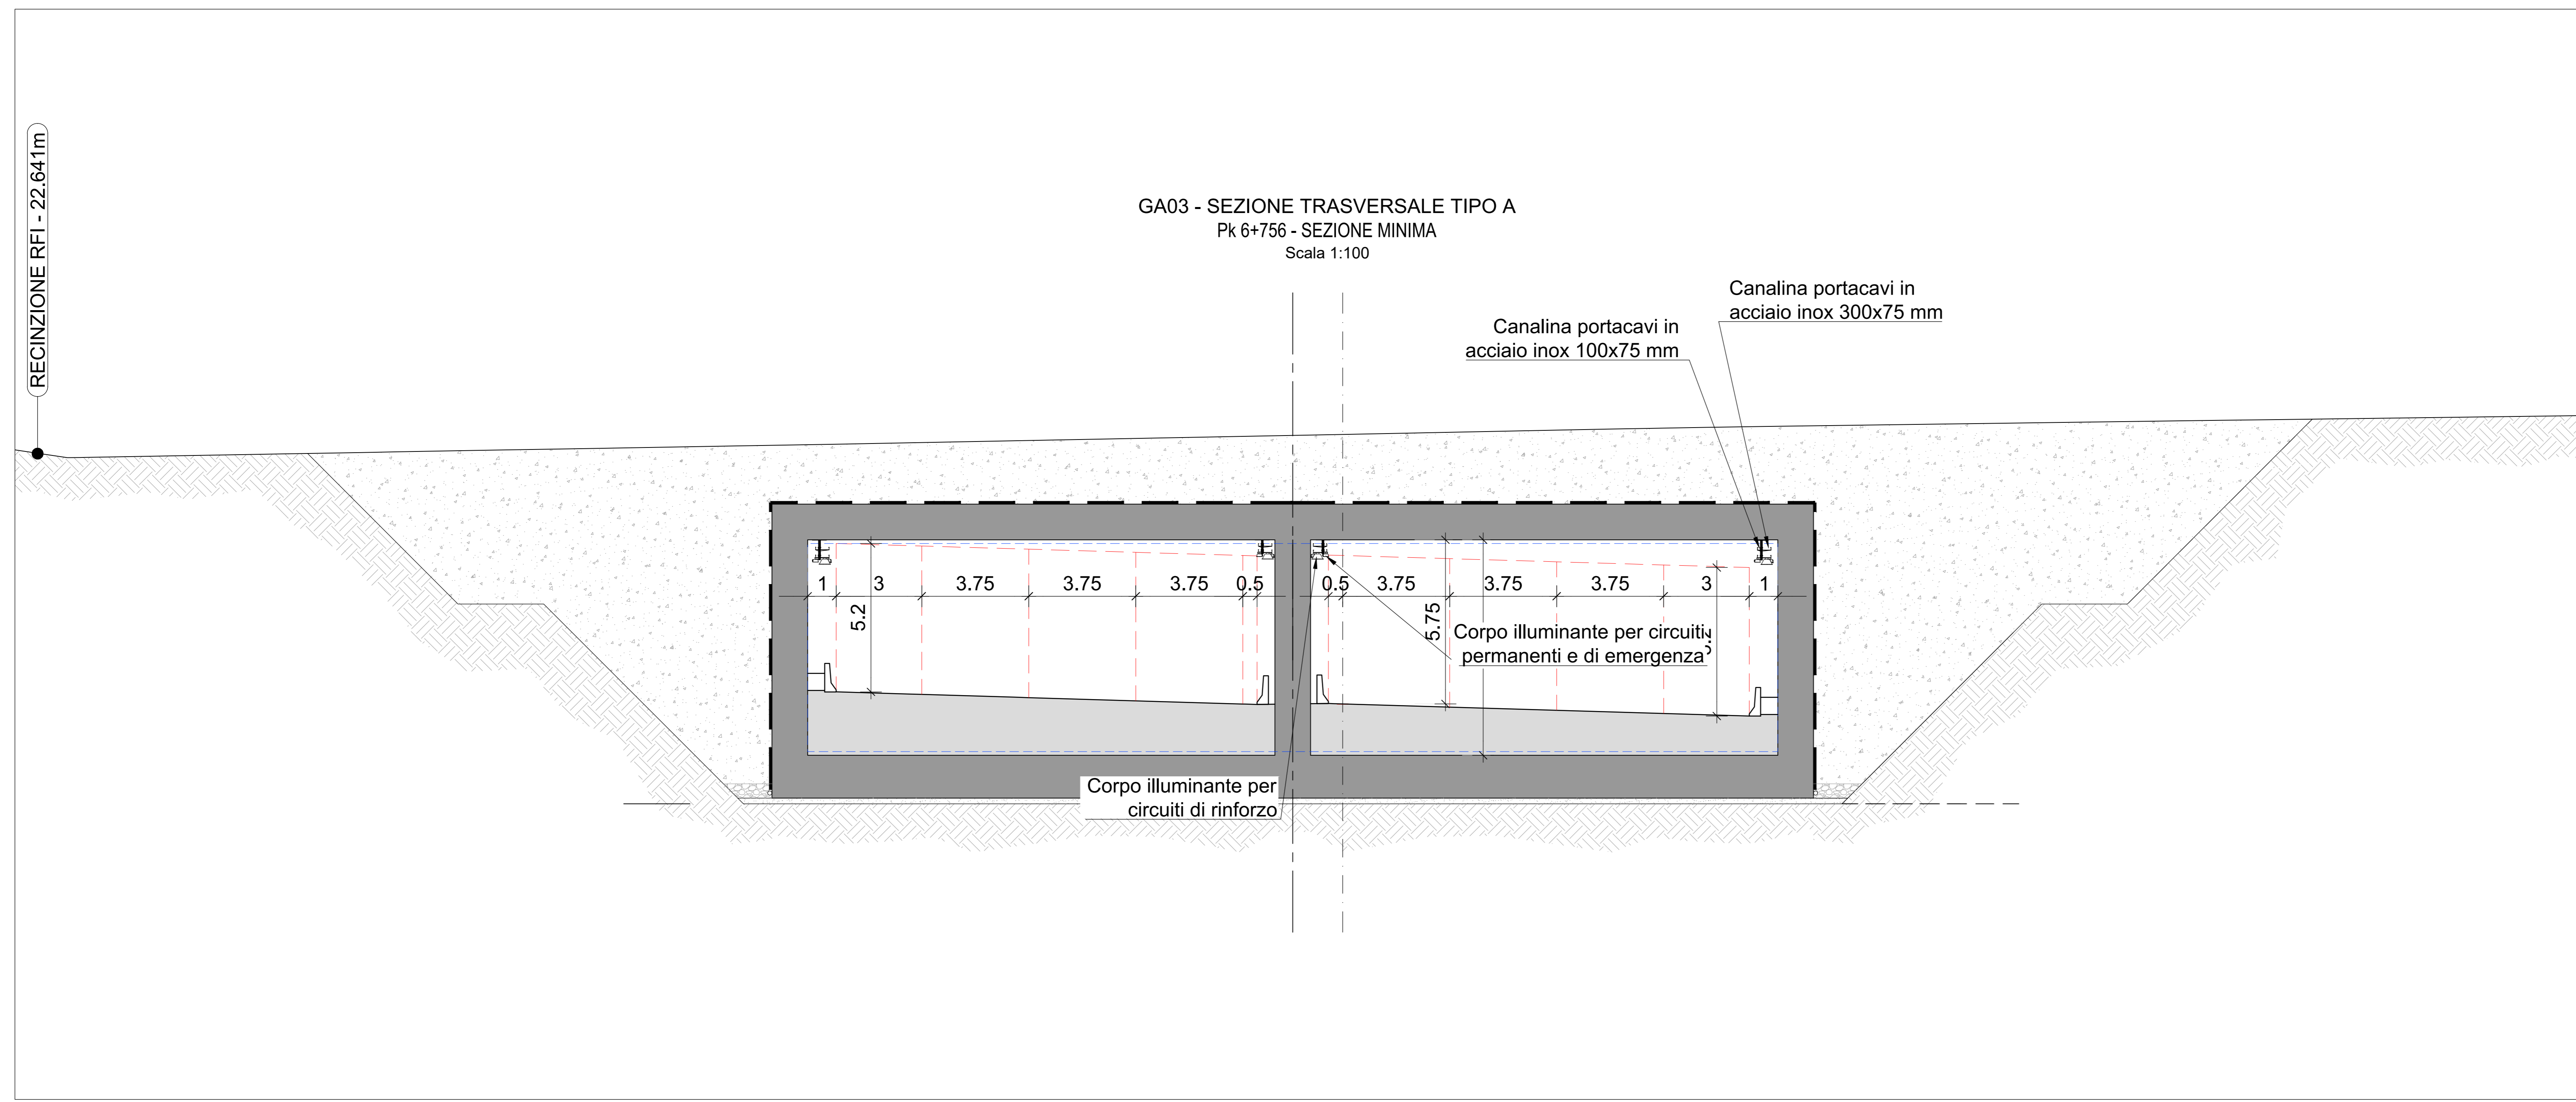 RECINZIONE RFI - 22.641m
GA03 - SEZIONE TRASVERSALE TIPO A
Pk 6+756 - SEZIONE MINIMA
Scala 1:100
Canalina portacavi in
acciaio inox 300x75 mm
Canalina portacavi in
acciaio inox 100x75 mm
1 3 3.75 3.75 3.75 0.5 0.5 3.75 3.75 3.75 3 1
5.2
5.75
Corpo illuminante per circuiti
permanenti e di emergenza
Corpo illuminante per
circuiti di rinforzo